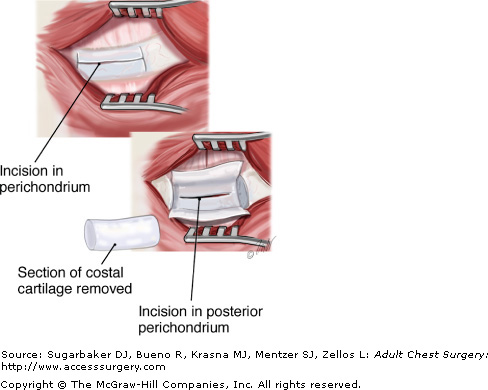 Incision in
perichondrium
Section of costal
cartilage removed
Incision in posterior
perichondrium
Source: Sugarbaker DJ, Bueno R, Krasna MJ, Mentzer SJ, Zellos L: Adult Chest Surgery:
http://www.accesssurgery.com
Copyright © The McGraw-Hill Companies, Inc. All rights reserved.